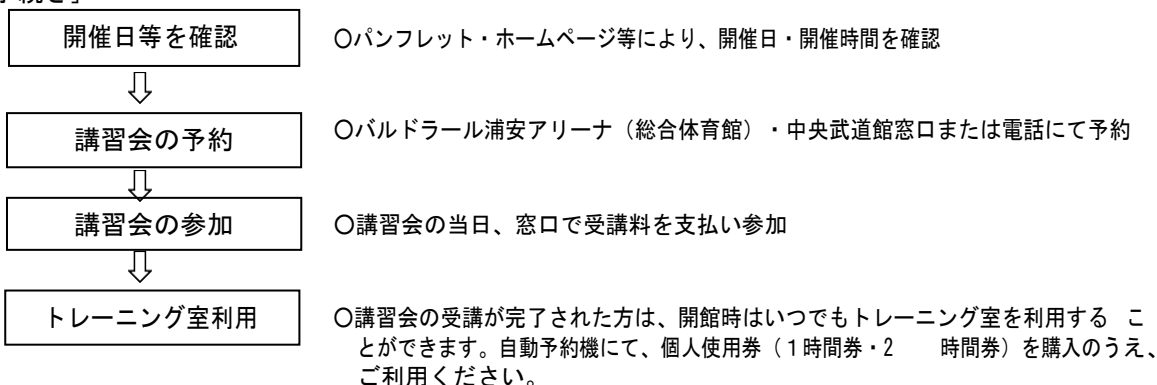 手続き」
開催日等を確認
〇パンフレット・ホームページ等により、開催日・開催時間を確認
講習会の予約
〇バルドラール浦安アリーナ（総合体育館）・中央武道館窓口または電話にて予約
講習会の参加
〇講習会の当日、窓口で受講料を支払い参加
トレーニング室利用
〇講習会の受講が完了された方は、開館時はいつでもトレーニング室を利用する こ
とができます。自動予約機にて、個人使用券（１時間券・2 時間券）を購入のうえ、
ご利用ください。